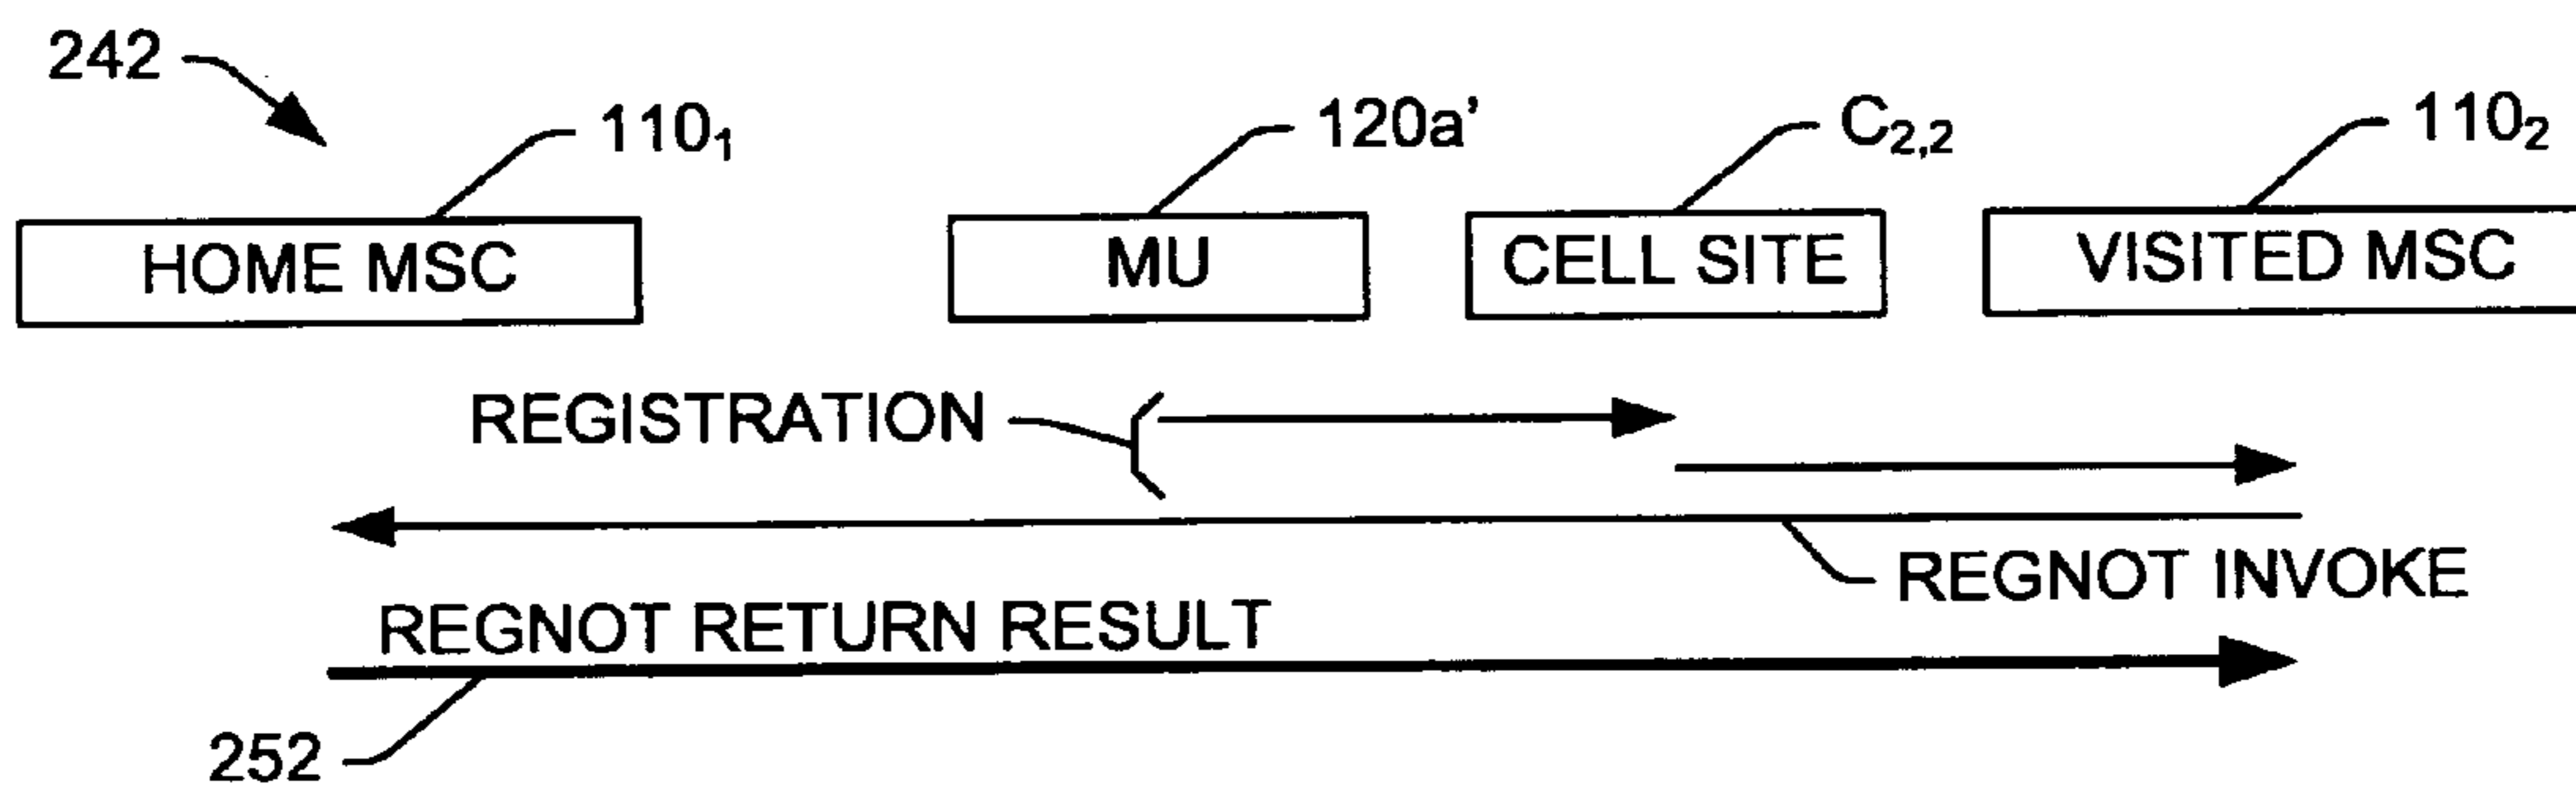 242
110₁
120a’
C₂,₂
110₂
HOME MSC
MU
CELL SITE
VISITED MSC
REGISTRATION
REGNOT INVOKE
REGNOT RETURN RESULT
252